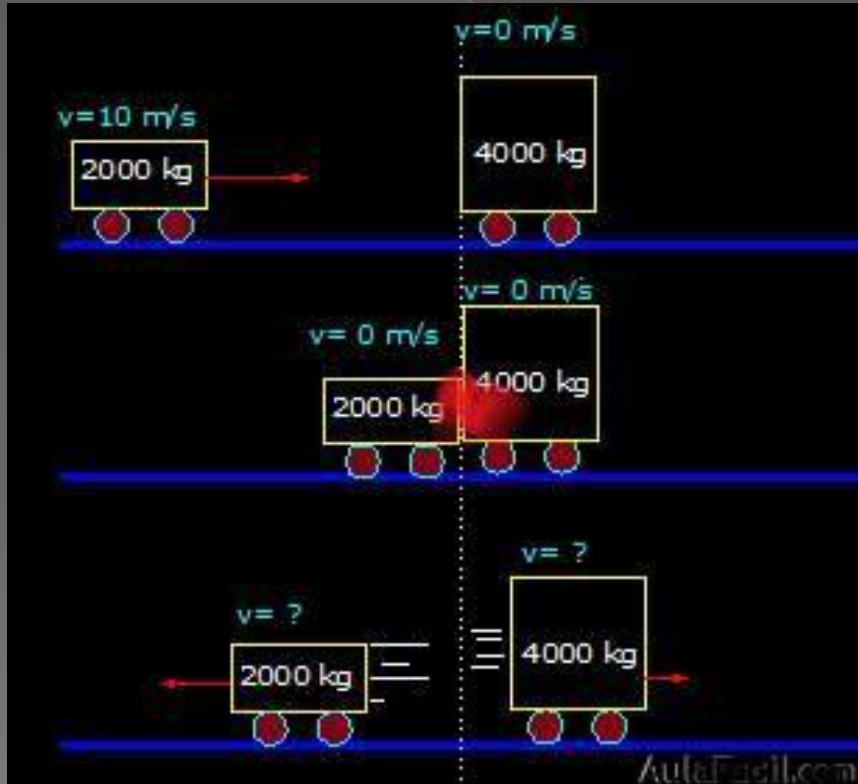 v=0 m/s
v=10 m/s
2000 kg
4000 kg
v= 0 m/s
v= 0 m/s
2000 kg
4000 kg
v= ?
v= ?
2000 kg
4000 kg
AulaFacil.com